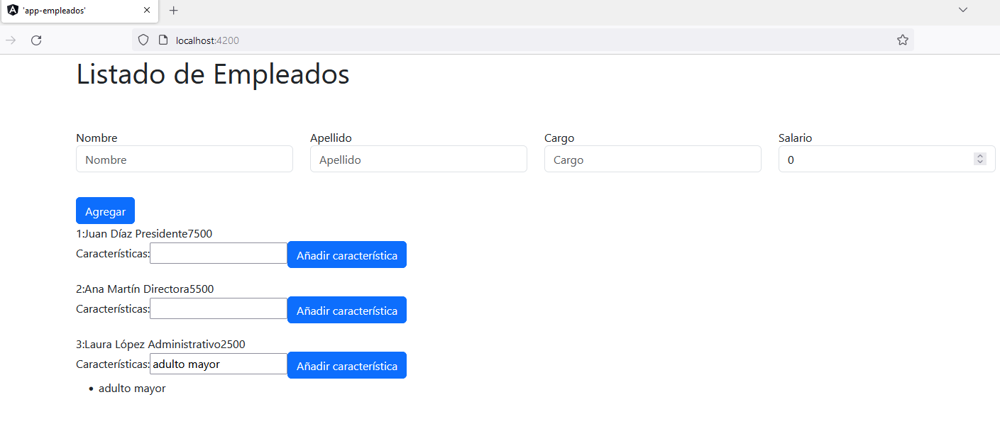 'app-empleados'
localhost:4200
Listado de Empleados
Nombre Apellido Cargo Salario
Nombre Apellido Cargo 0
Agregar
1:Juan Díaz Presidente7500
Características: Añadir característica
2:Ana Martín Directora5500
Características: Añadir característica
3:Laura López Administrativo2500
Características: adulto mayor Añadir característica
• adulto mayor